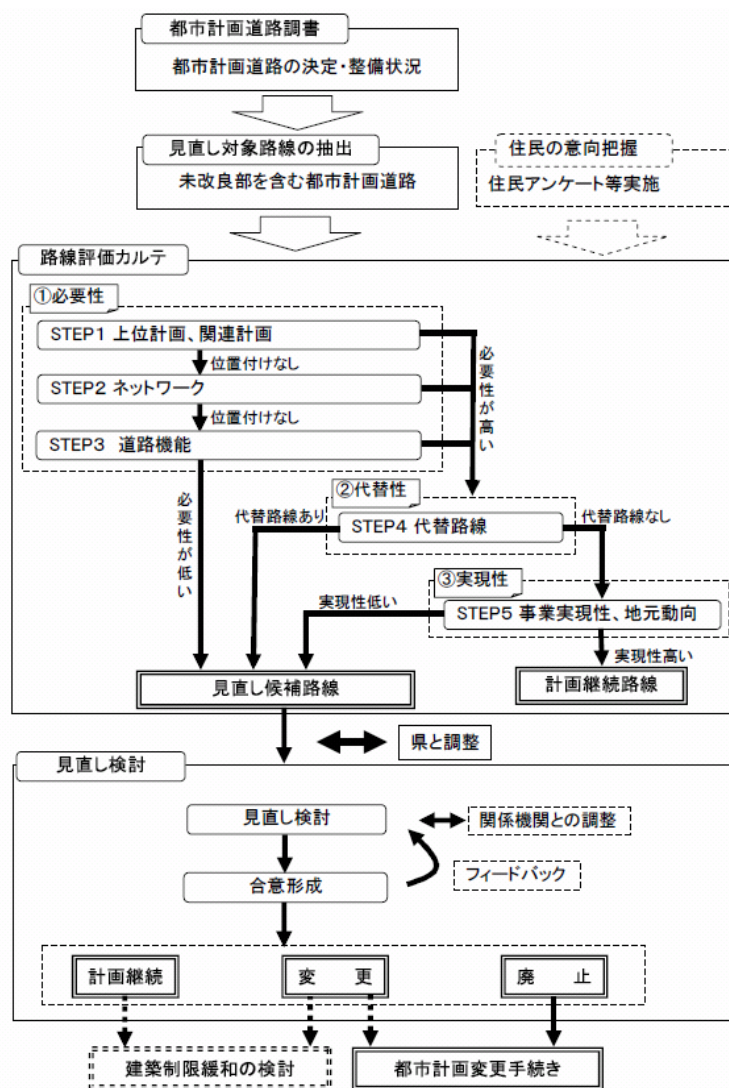 都市計画道路調書
都市計画道路の決定・整備状況
見直し対象路線の抽出
未改良部を含む都市計画道路
住民の意向把握
住民アンケート等実施
路線評価カルテ
①必要性
STEP1 上位計画、関連計画
位置付けなし
STEP2 ネットワーク
位置付けなし
STEP3 道路機能
必要性が高い
必要性が低い
②代替性
代替路線あり
STEP4 代替路線
代替路線なし
③実現性
実現性低い
STEP5 事業実現性、地元動向
実現性高い
見直し候補路線
計画継続路線
県と調整
見直し検討
見直し検討
関係機関との調整
フィードバック
合意形成
計画継続
変 更
廃 止
建築制限緩和の検討
都市計画変更手続き